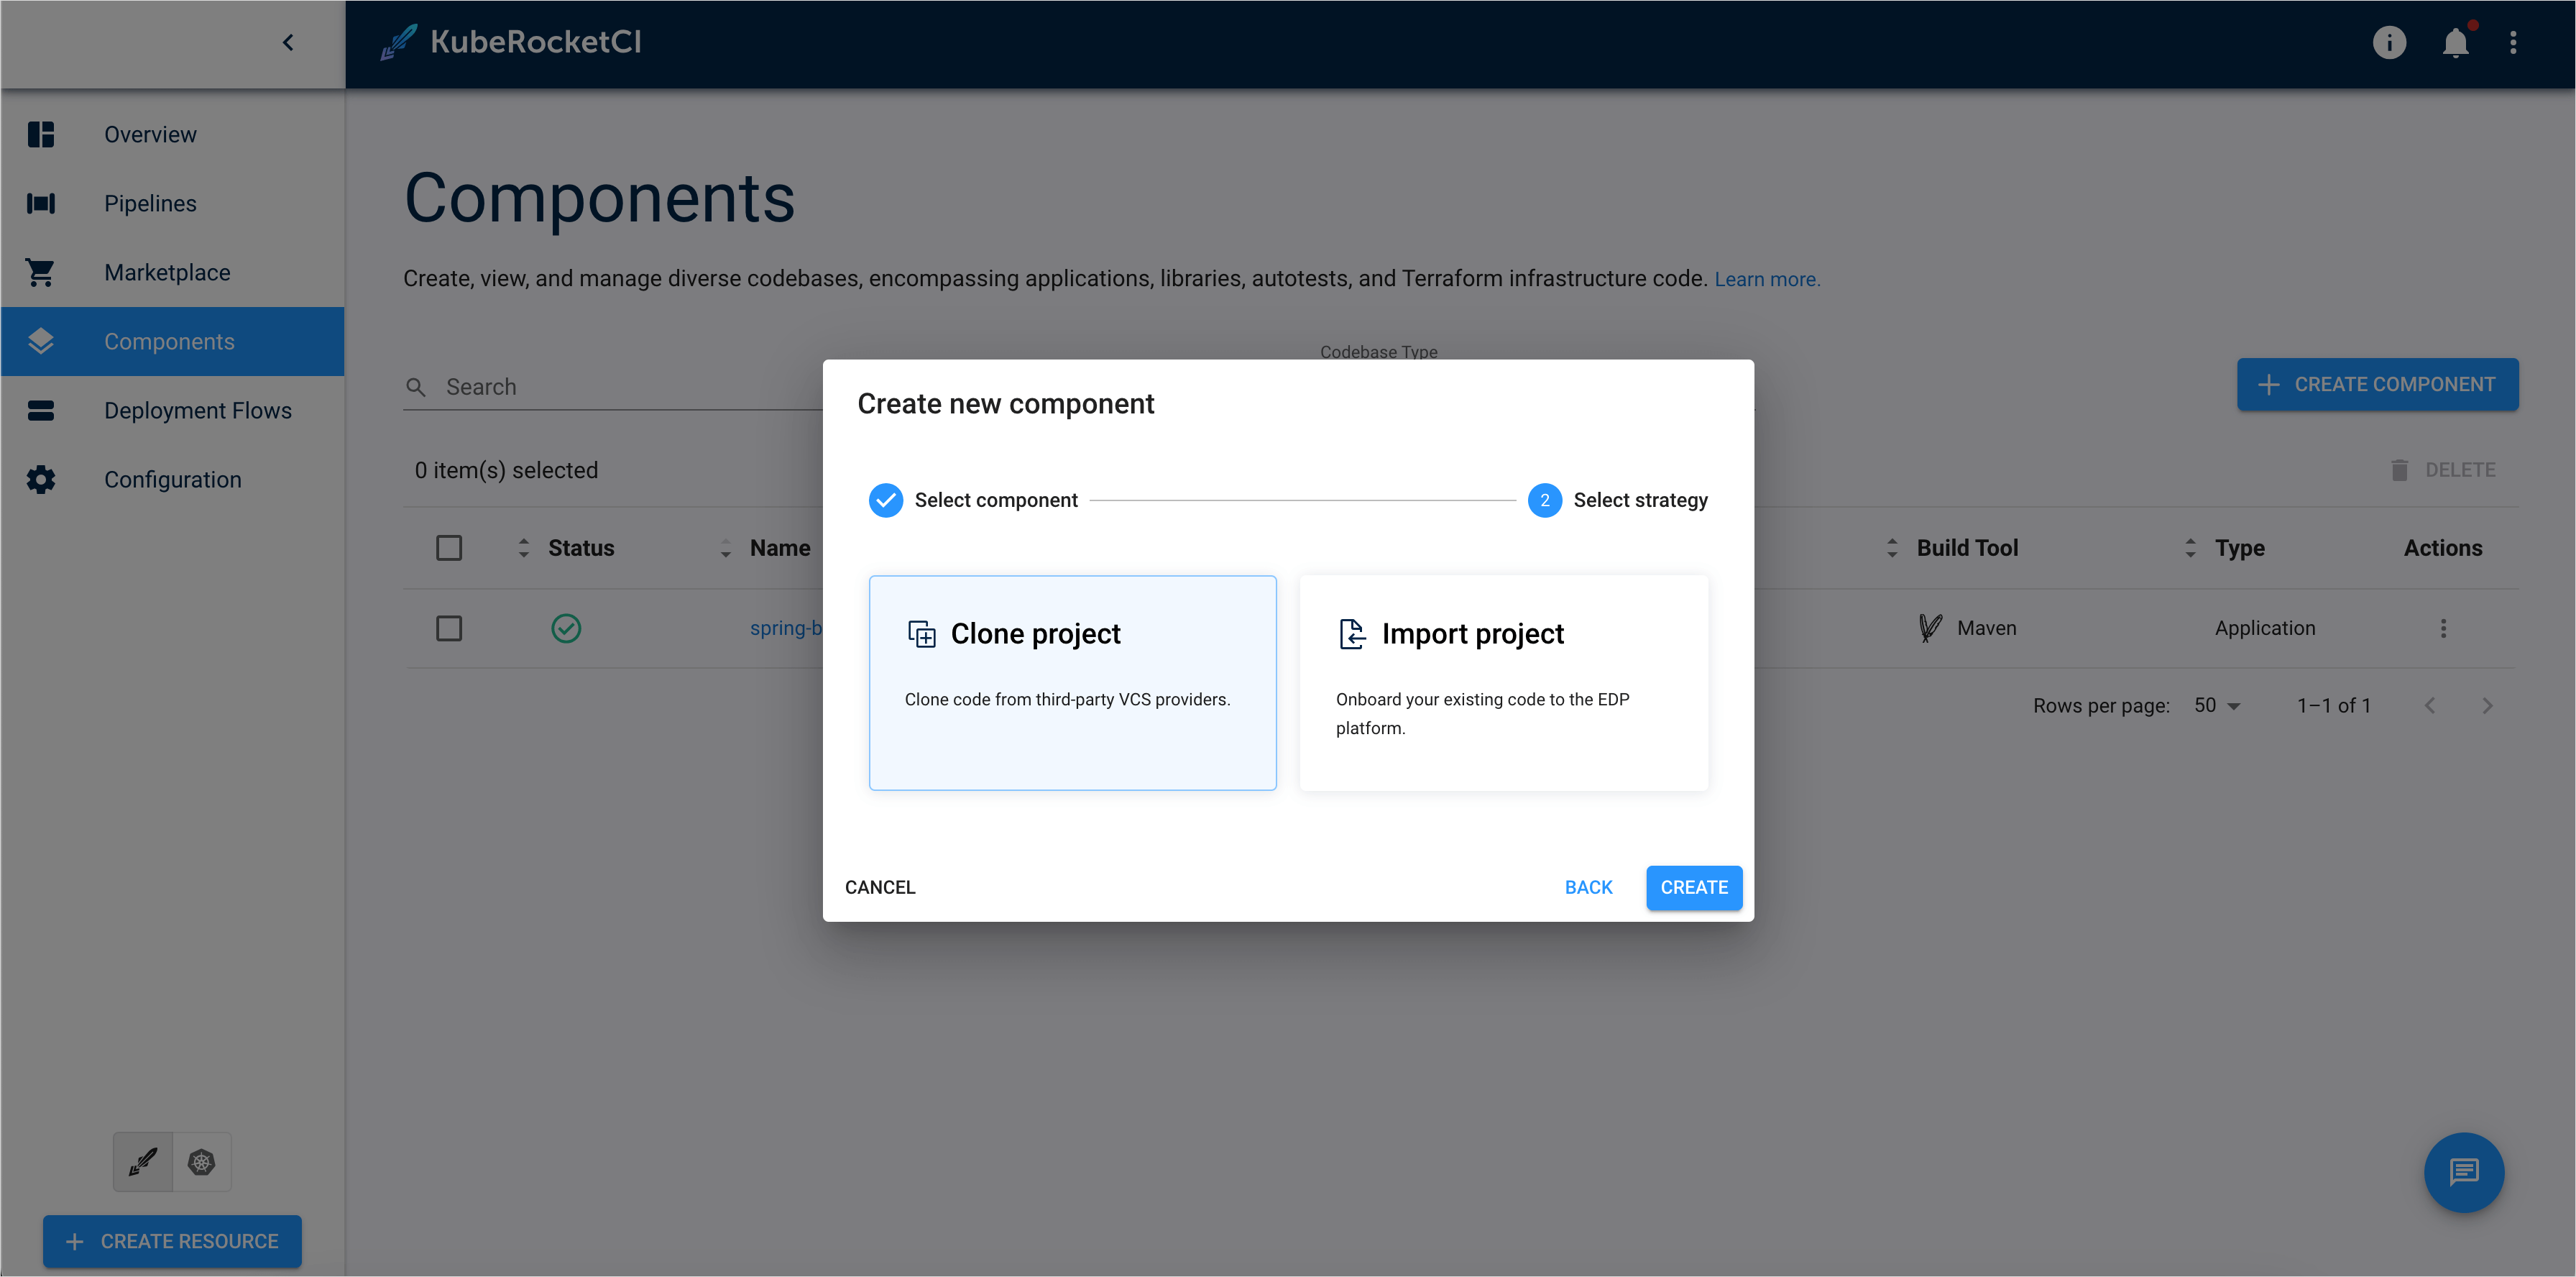 KubeRocketCI
Overview
Pipelines
Marketplace
Components
Deployment Flows
Configuration
CREATE RESOURCE
Components
Create, view, and manage diverse codebases, encompassing applications, libraries, autotests, and Terraform infrastructure code. Learn more.
Codebase Type
Search
CREATE COMPONENT
0 item(s) selected
DELETE
Status Name Build Tool Type Actions
spring-b Maven Application
Rows per page: 50 1–1 of 1
Create new component
Select component 2 Select strategy
Clone project
Clone code from third-party VCS providers.
Import project
Onboard your existing code to the EDP
platform.
CANCEL BACK CREATE